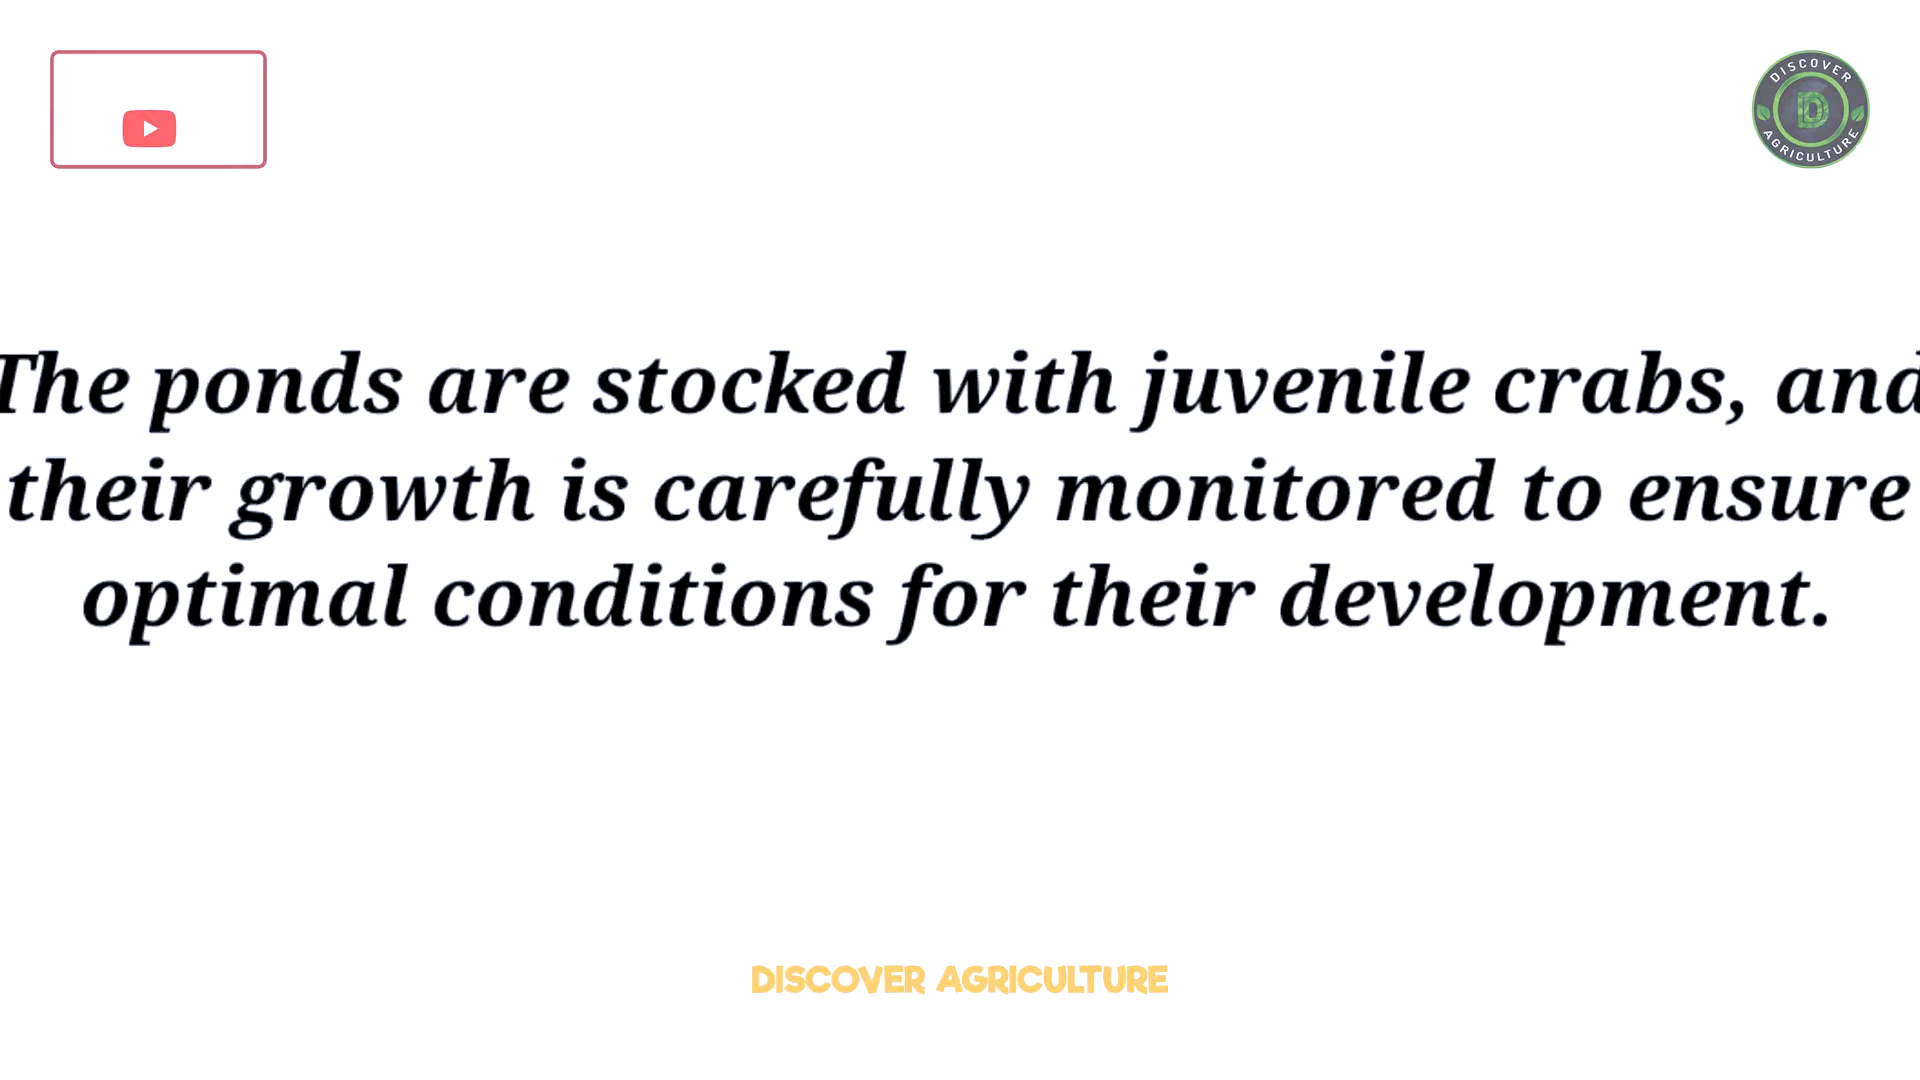 DISCOVER
D
AGRICULTURE
The ponds are stocked with juvenile crabs, and
their growth is carefully monitored to ensure
optimal conditions for their development.
DISCOVER AGRICULTURE